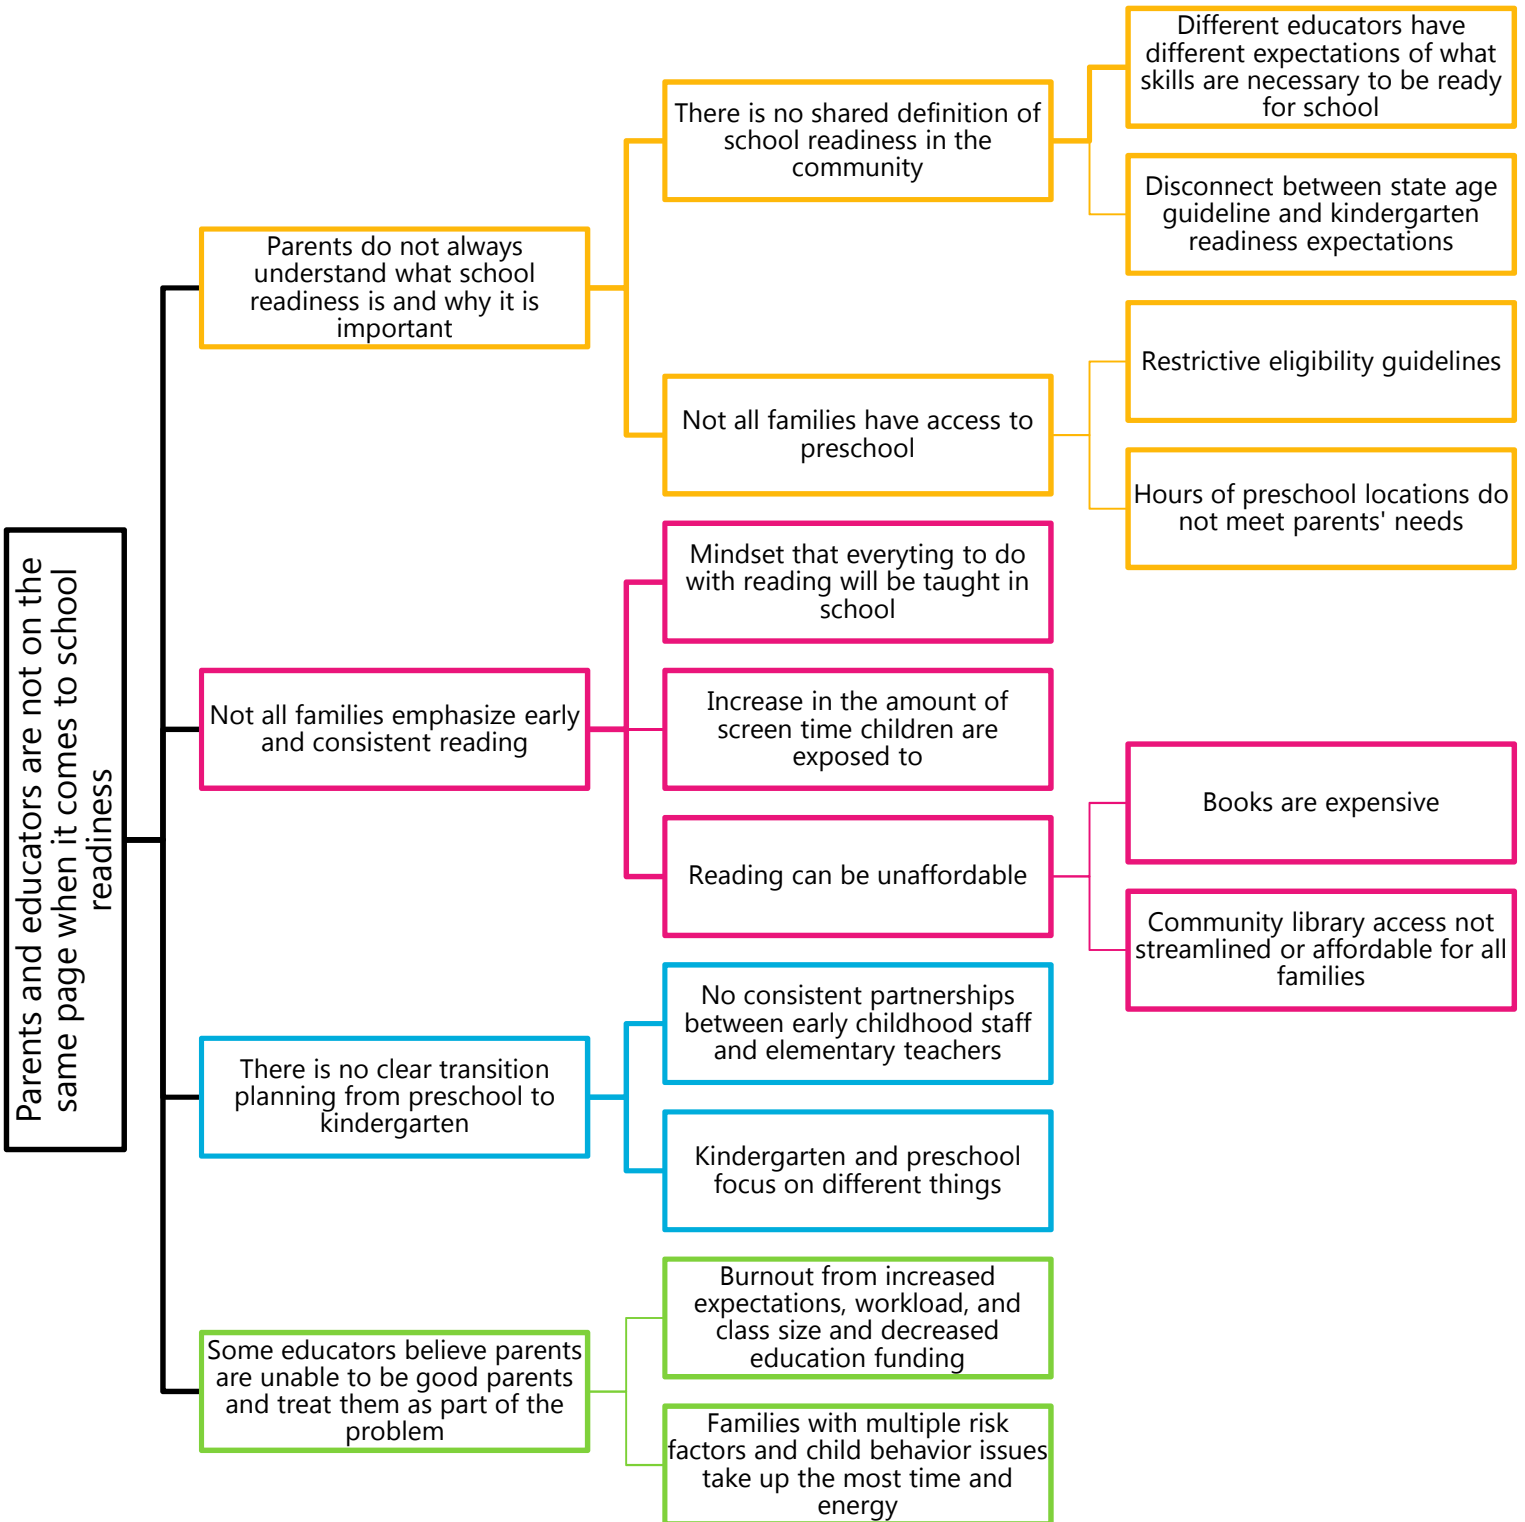 Parents and educators are not on the
same page when it comes to school
readiness
Parents do not always
understand what school
readiness is and why it is
important
There is no shared definition of
school readiness in the
community
Different educators have
different expectations of what
skills are necessary to be ready
for school
Disconnect between state age
guideline and kindergarten
readiness expectations
Not all families have access to
preschool
Restrictive eligibility guidelines
Hours of preschool locations do
not meet parents' needs
Not all families emphasize early
and consistent reading
Mindset that everyting to do
with reading will be taught in
school
Increase in the amount of
screen time children are
exposed to
Reading can be unaffordable
Books are expensive
Community library access not
streamlined or affordable for all
families
There is no clear transition
planning from preschool to
kindergarten
No consistent partnerships
between early childhood staff
and elementary teachers
Kindergarten and preschool
focus on different things
Some educators believe parents
are unable to be good parents
and treat them as part of the
problem
Burnout from increased
expectations, workload, and
class size and decreased
education funding
Families with multiple risk
factors and child behavior issues
take up the most time and
energy